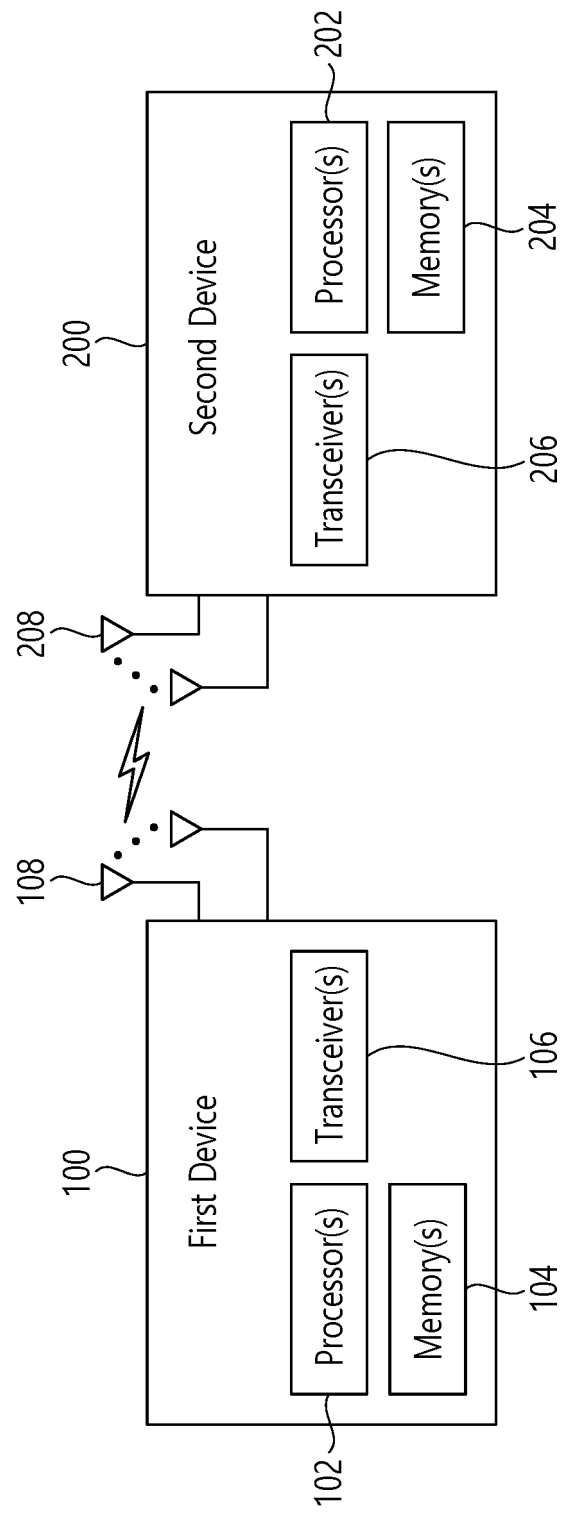 100
First Device
108
208
200
Second Device
102
Processor(s)
Transceiver(s)
Memory(s)
104
106
Transceiver(s)
Processor(s)
202
Memory(s)
206
204